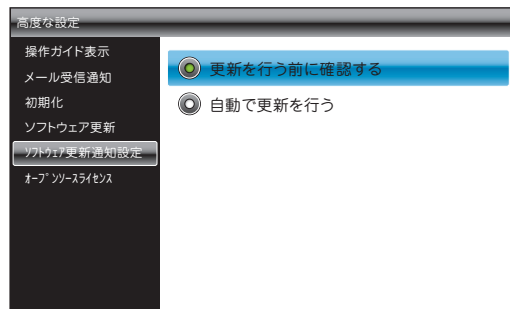 高度な設定
操作ガイド表示
メール受信通知
初期化
ソフトウェア更新
ｿﾌﾄｳｪｱ更新通知設定
ｵｰﾌﾟﾝｿｰｽﾗｲｾﾝｽ
更新を行う前に確認する
自動で更新を行う